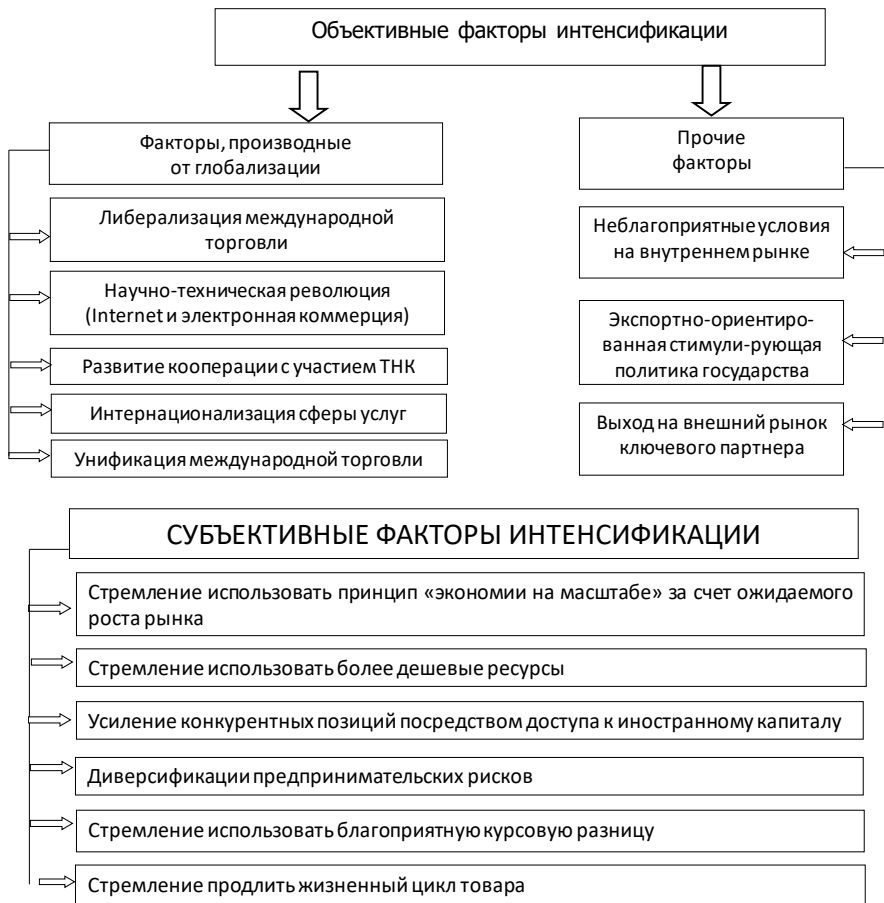 Объективные факторы интенсификации
Факторы, производные
от глобализации
Либерализация международной
торговли
Научно-техническая революция
(Internet и электронная коммерция)
Развитие кооперации с участием ТНК
Интернационализация сферы услуг
Унификация международной торговли
Прочие
факторы
Неблагоприятные условия
на внутреннем рынке
Экспортно-ориентиро-
ванная стимули-рующая
политика государства
Выход на внешний рынок
ключевого партнера
СУБЪЕКТИВНЫЕ ФАКТОРЫ ИНТЕНСИФИКАЦИИ
Стремление использовать принцип «экономии на масштабе» за счет ожидаемого
роста рынка
Стремление использовать более дешевые ресурсы
Усиление конкурентных позиций посредством доступа к иностранному капиталу
Диверсификации предпринимательских рисков
Стремление использовать благоприятную курсовую разницу
Стремление продлить жизненный цикл товара